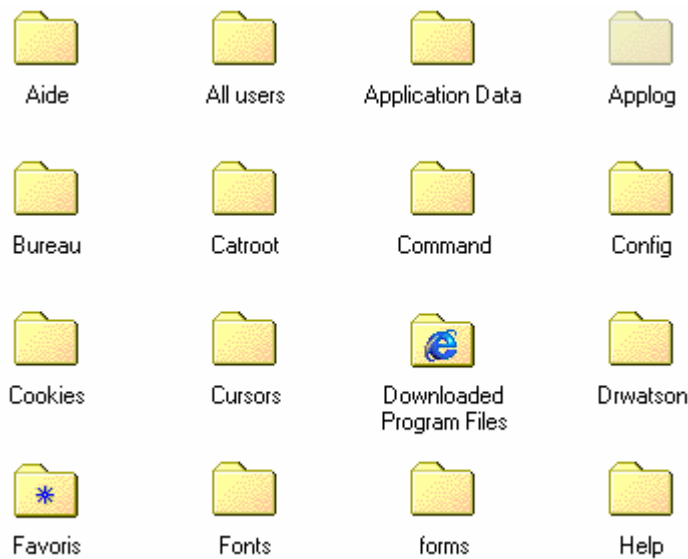 Aide
All users
Application Data
Applog
Bureau
Catroot
Command
Config
Cookies
Cursors
Downloaded
Program Files
Drwatson
Favoris
Fonts
forms
Help